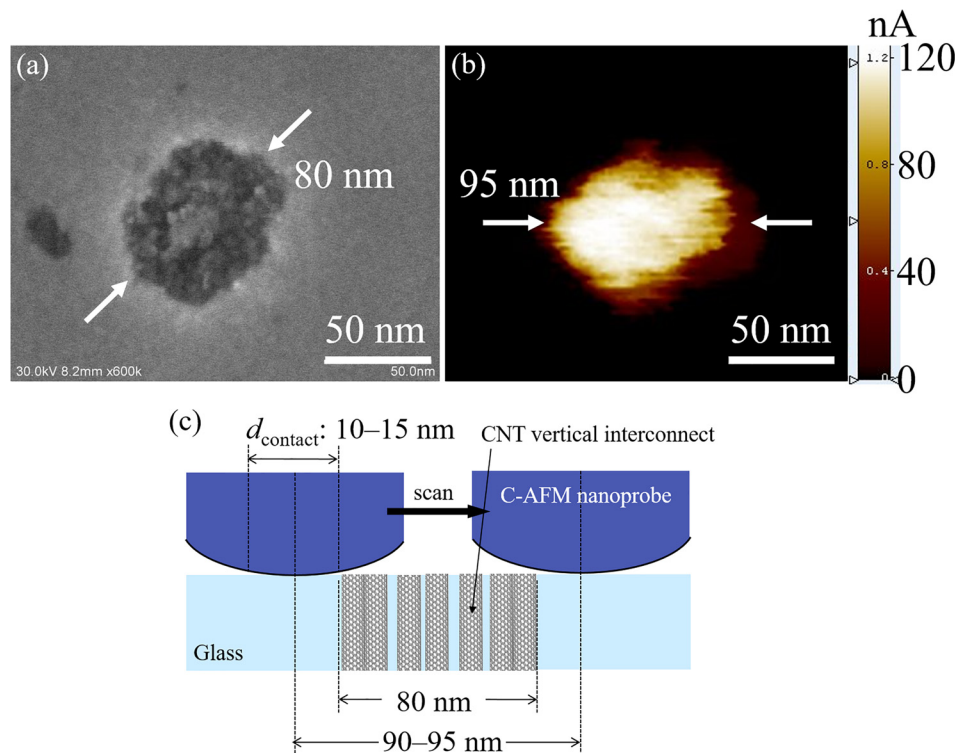 (a)
80 nm
50 nm
30.0kV 8.2mm x600k
50.0nm
(b)
95 nm
50 nm
nA
1.2
120
80
0.4
40
0
0
(c)
d_contact: 10–15 nm
CNT vertical interconnect
scan
C-AFM nanoprobe
Glass
80 nm
90–95 nm